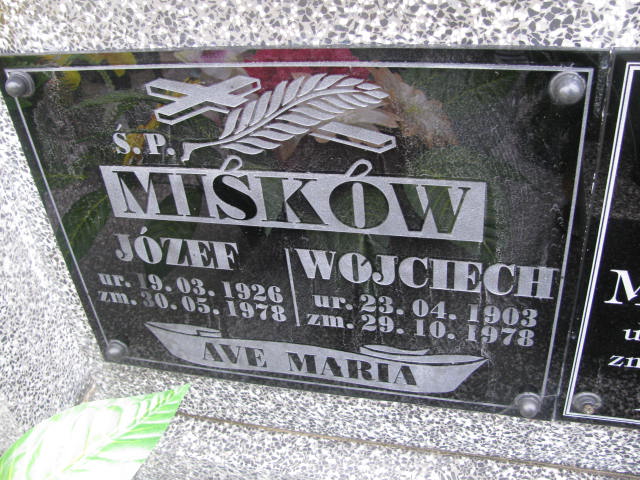 Ś.P.
MIŚKÓW
JÓZEF
ur. 19.03.1926
zm. 30.05.1978
WOJCIECH
ur. 23.04.1903
zm. 29.10.1978
AVE MARIA
M
u
zm